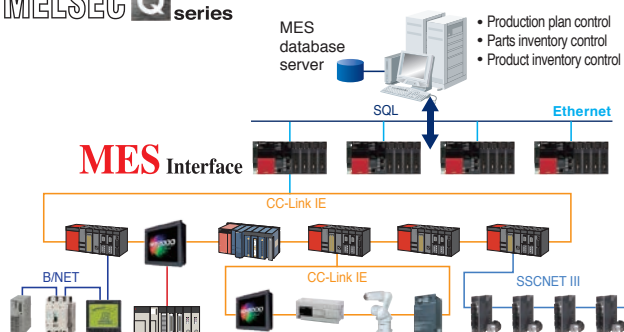 MELSEC Q series
MES
database
server
• Production plan control
• Parts inventory control
• Product inventory control
SQL
Ethernet
MES Interface
CC-Link IE
B/NET
CC-Link IE
SSCNET III